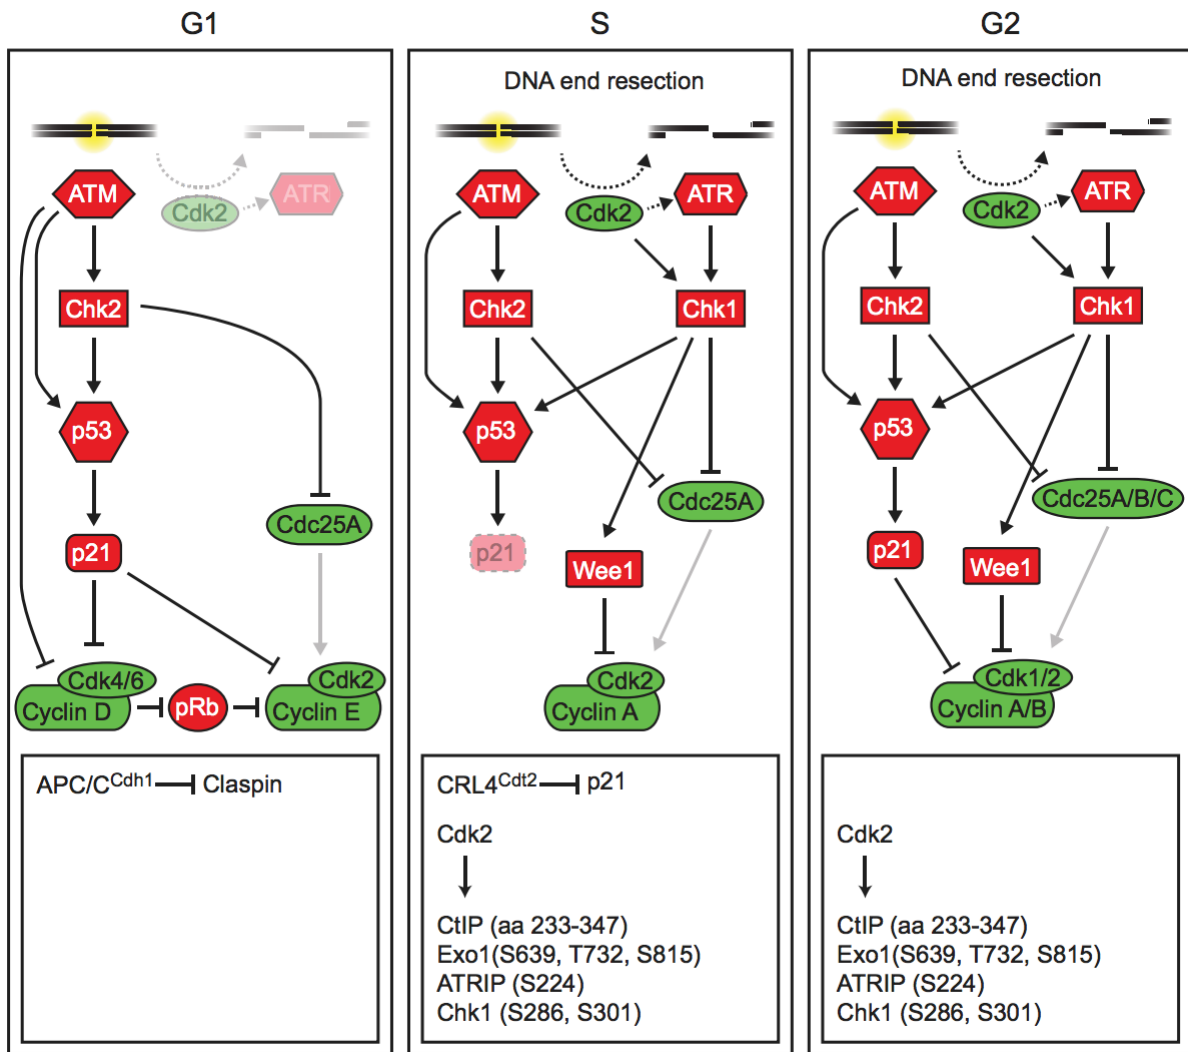 G1
ATM
Cdk2
ATR
Chk2
p53
Cdc25A
p21
Cdk4/6
Cyclin D
pRb
Cdk2
Cyclin E
APC/C^Cdh1 Claspin
S
DNA end resection
ATM
ATR
Cdk2
Chk2
Chk1
p53
Cdc25A
p21
Wee1
Cdk2
Cyclin A
CRL4^Cdt2 p21
Cdk2
CtIP (aa 233-347)
Exo1(S639, T732, S815)
ATRIP (S224)
Chk1 (S286, S301)
G2
DNA end resection
ATM
ATR
Cdk2
Chk2
Chk1
p53
Cdc25A/B/C
p21
Wee1
Cdk1/2
Cyclin A/B
Cdk2
CtIP (aa 233-347)
Exo1(S639, T732, S815)
ATRIP (S224)
Chk1 (S286, S301)